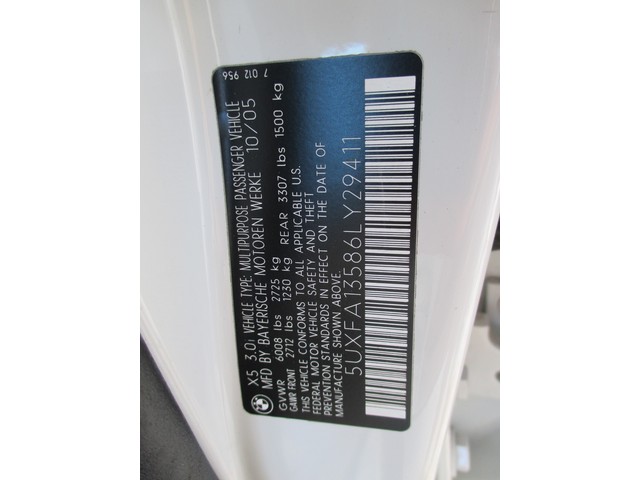 7 012 956
X5 3.0i VEHICLE TYPE: MULTIPURPOSE PASSENGER VEHICLE
MFD BY BAYERISCHE MOTOREN WERKE 10/05
GVWR 6008 lbs 2725 kg
GAWR FRONT 2712 lbs 1230 kg REAR 3307 lbs 1500 kg
THIS VEHICLE CONFORMS TO ALL APPLICABLE U.S.
FEDERAL MOTOR VEHICLE SAFETY AND THEFT
PREVENTION STANDARDS IN EFFECT ON THE DATE OF
MANUFACTURE SHOWN ABOVE.
5UXFA13586LY29411